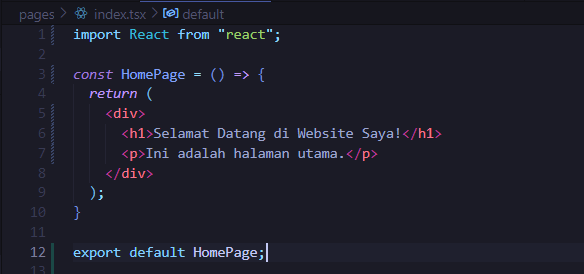 pages > index.tsx > default
1 import React from "react";
2
3 const HomePage = () => {
4 return (
5 <div>
6 <h1>Selamat Datang di Website Saya!</h1>
7 <p>Ini adalah halaman utama.</p>
8 </div>
9 );
10 }
11
12 export default HomePage;
13